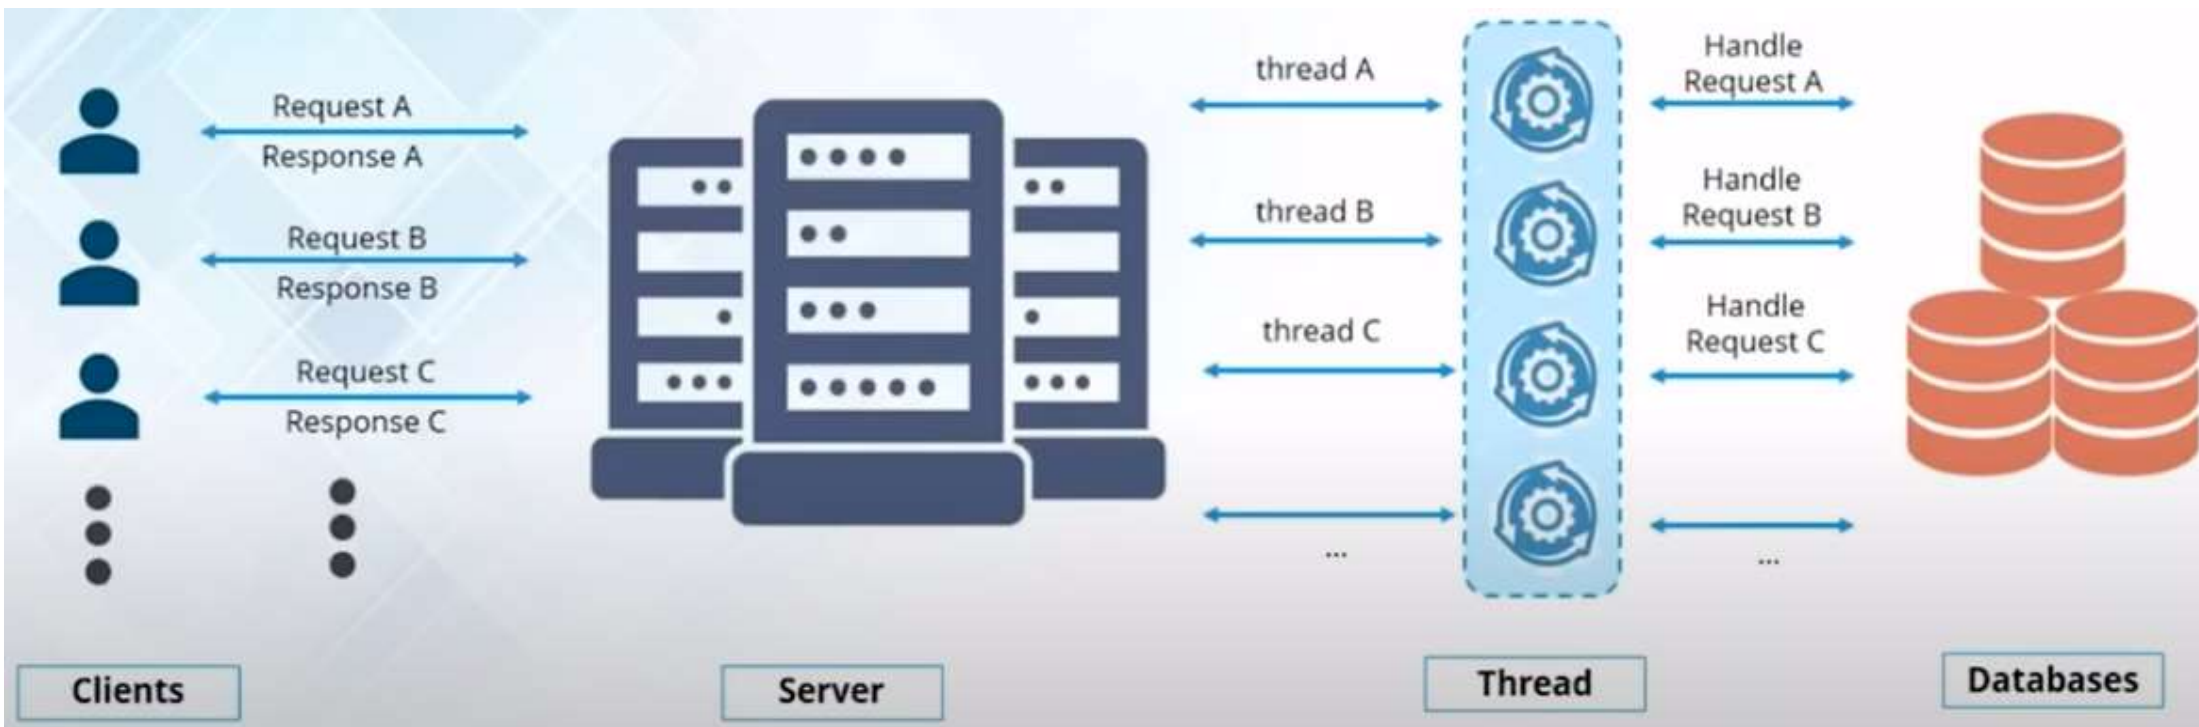 Request A
Response A
Request B
Response B
Request C
Response C
thread A
thread B
thread C
...
Handle
Request A
Handle
Request B
Handle
Request C
...
Clients
Server
Thread
Databases